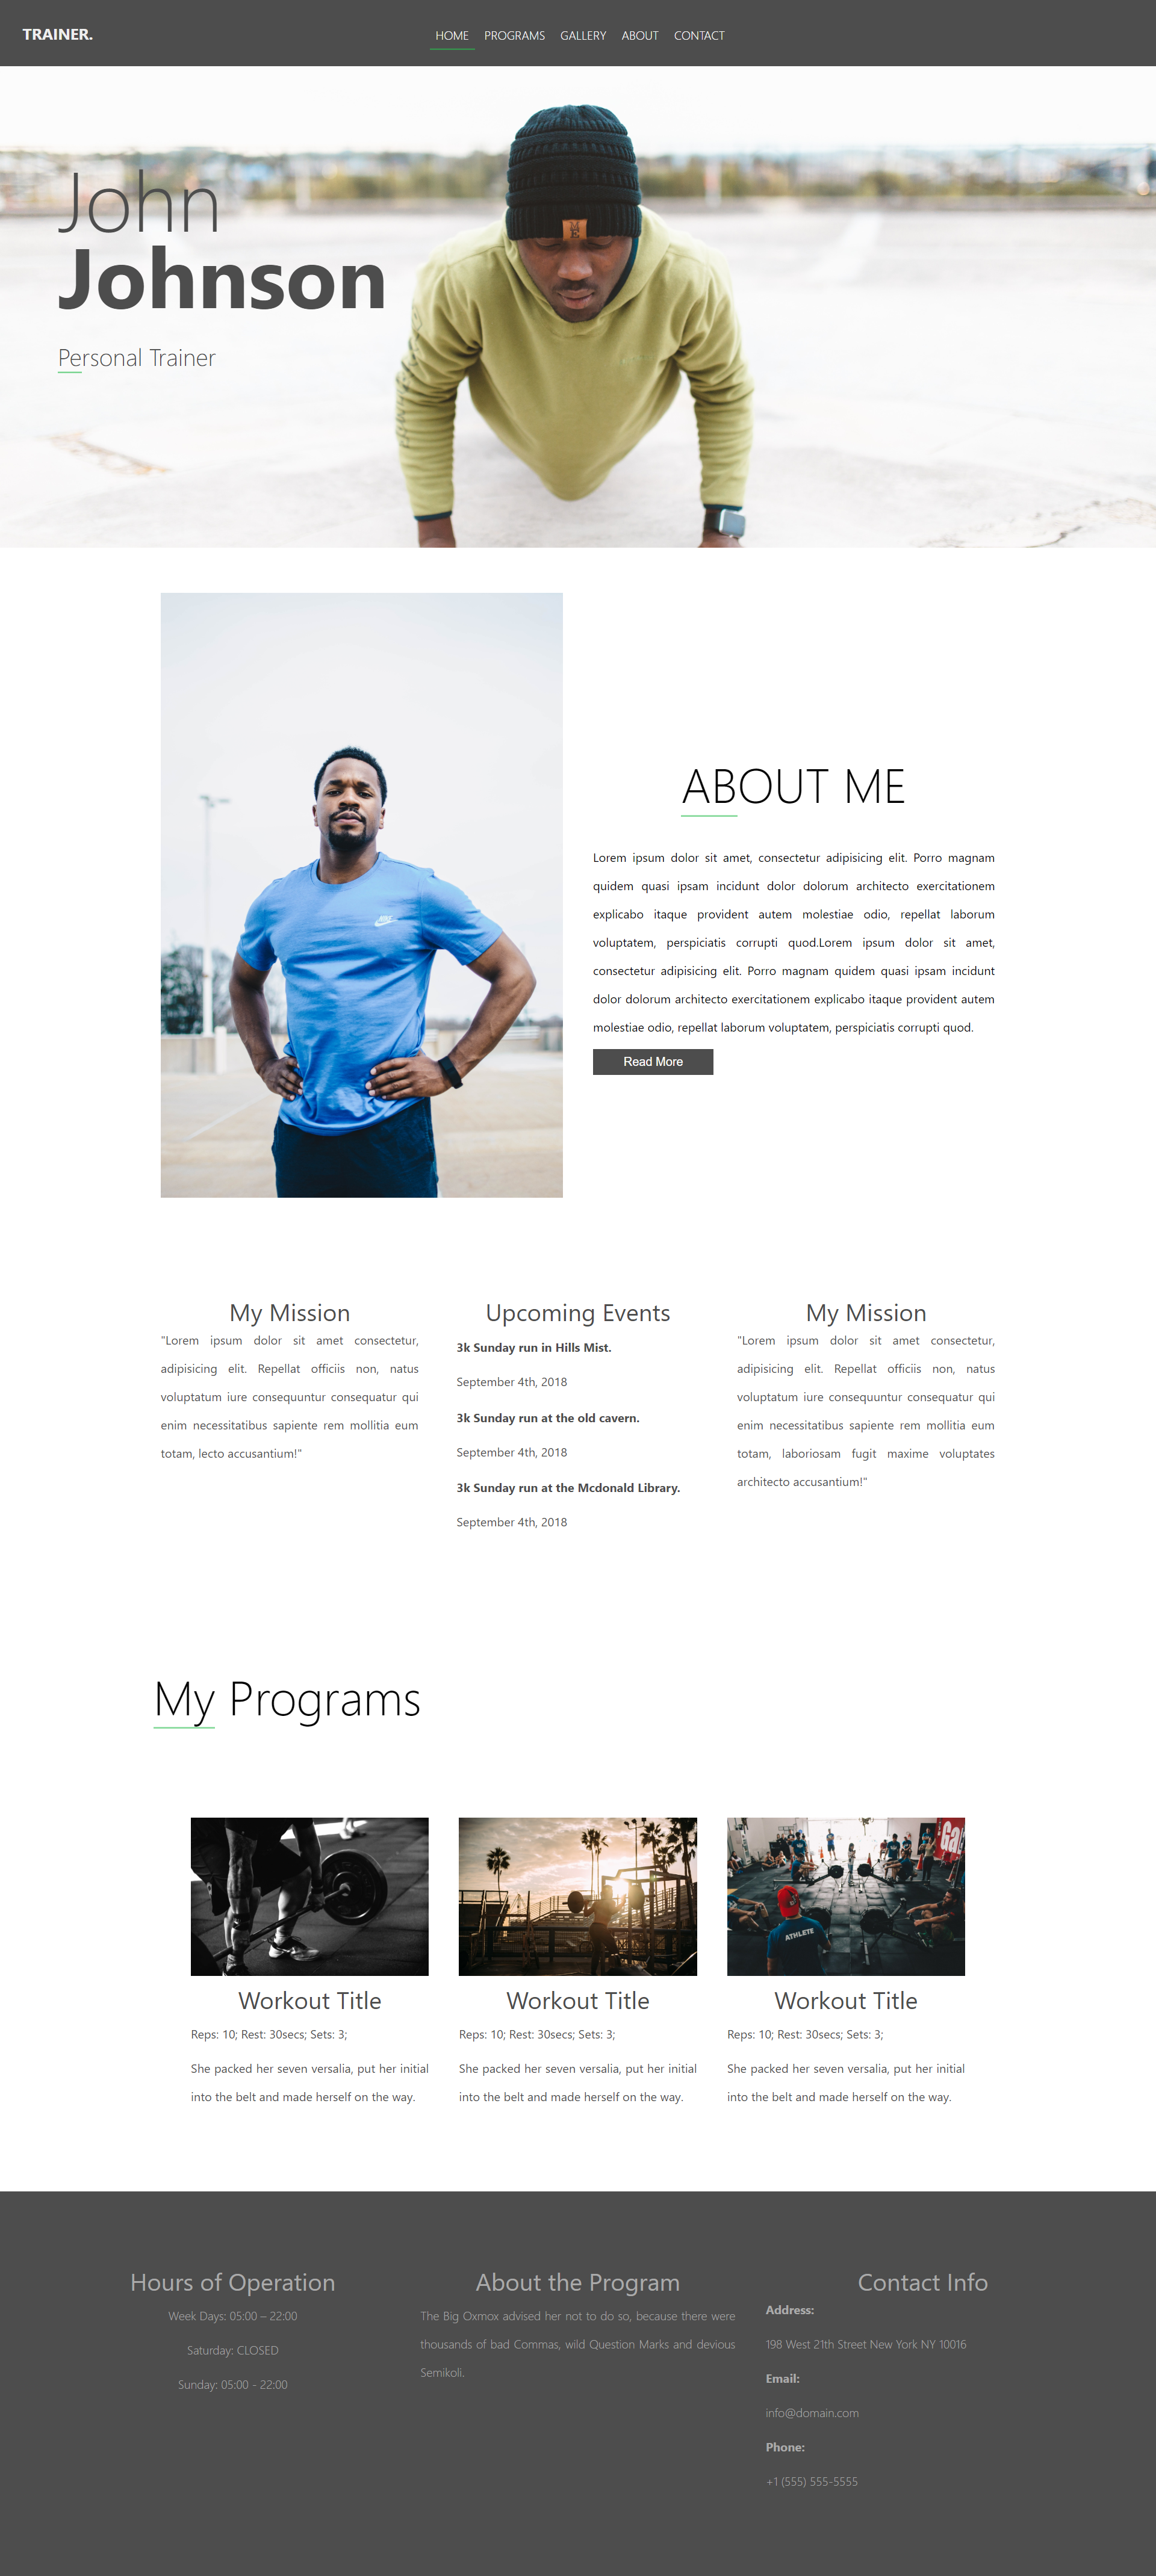 TRAINER.
HOME PROGRAMS GALLERY ABOUT CONTACT
John
Johnson
Personal Trainer
ABOUT ME
Lorem ipsum dolor sit amet, consectetur adipisicing elit. Porro magnam
quidem quasi ipsam incidunt dolor dolorum architecto exercitationem
explicabo itaque provident autem molestiae odio, repellat laborum
voluptatem, perspiciatis corrupti quod.Lorem ipsum dolor sit amet,
consectetur adipisicing elit. Porro magnam quidem quasi ipsam incidunt
dolor dolorum architecto exercitationem explicabo itaque provident autem
molestiae odio, repellat laborum voluptatem, perspiciatis corrupti quod.
Read More
My Mission
"Lorem ipsum dolor sit amet consectetur,
adipisicing elit. Repellat officiis non, natus
voluptatum iure consequuntur consequatur qui
enim necessitatibus sapiente rem mollitia eum
totam, lecto accusantium!"
Upcoming Events
3k Sunday run in Hills Mist.
September 4th, 2018
3k Sunday run at the old cavern.
September 4th, 2018
3k Sunday run at the Mcdonald Library.
September 4th, 2018
My Mission
"Lorem ipsum dolor sit amet consectetur,
adipisicing elit. Repellat officiis non, natus
voluptatum iure consequuntur consequatur qui
enim necessitatibus sapiente rem mollitia eum
totam, laboriosam fugit maxime voluptates
architecto accusantium!"
My Programs
ATHLETE
Workout Title
Reps: 10; Rest: 30secs; Sets: 3;
She packed her seven versalia, put her initial
into the belt and made herself on the way.
Workout Title
Reps: 10; Rest: 30secs; Sets: 3;
She packed her seven versalia, put her initial
into the belt and made herself on the way.
Workout Title
Reps: 10; Rest: 30secs; Sets: 3;
She packed her seven versalia, put her initial
into the belt and made herself on the way.
Hours of Operation
Week Days: 05:00 – 22:00
Saturday: CLOSED
Sunday: 05:00 - 22:00
About the Program
The Big Oxmox advised her not to do so, because there were
thousands of bad Commas, wild Question Marks and devious
Semikoli.
Contact Info
Address:
198 West 21th Street New York NY 10016
Email:
info@domain.com
Phone:
+1 (555) 555-5555